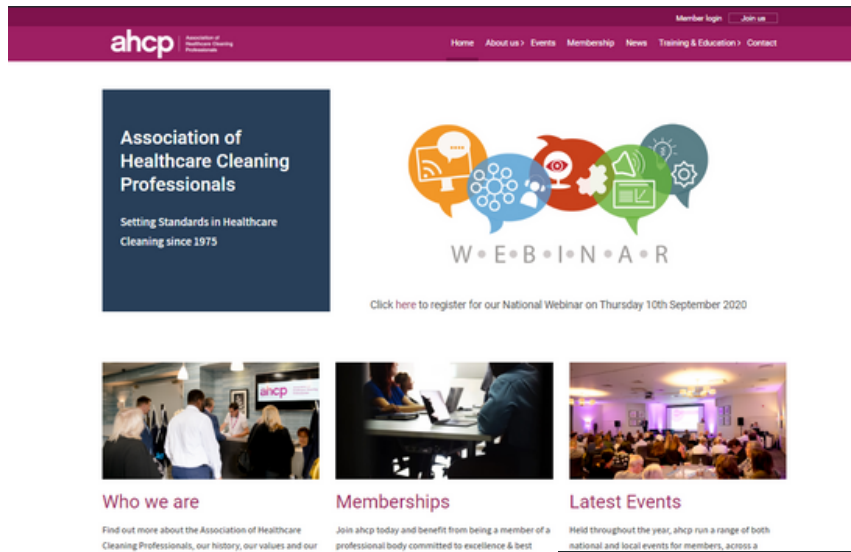 Member login Join us
ahcp Association of
Healthcare Cleaning
Professionals
Home About us > Events Membership News Training & Education > Contact
Association of
Healthcare Cleaning
Professionals
Setting Standards in Healthcare
Cleaning since 1975
W•E•B•I•N•A•R
Click here to register for our National Webinar on Thursday 10th September 2020
ahcp
Who we are
Find out more about the Association of Healthcare
Cleaning Professionals, our history, our values and our
Memberships
Join ahcp today and benefit from being a member of a
professional body committed to excellence & best
Latest Events
Held throughout the year, ahcp run a range of both
national and local events for members, across a